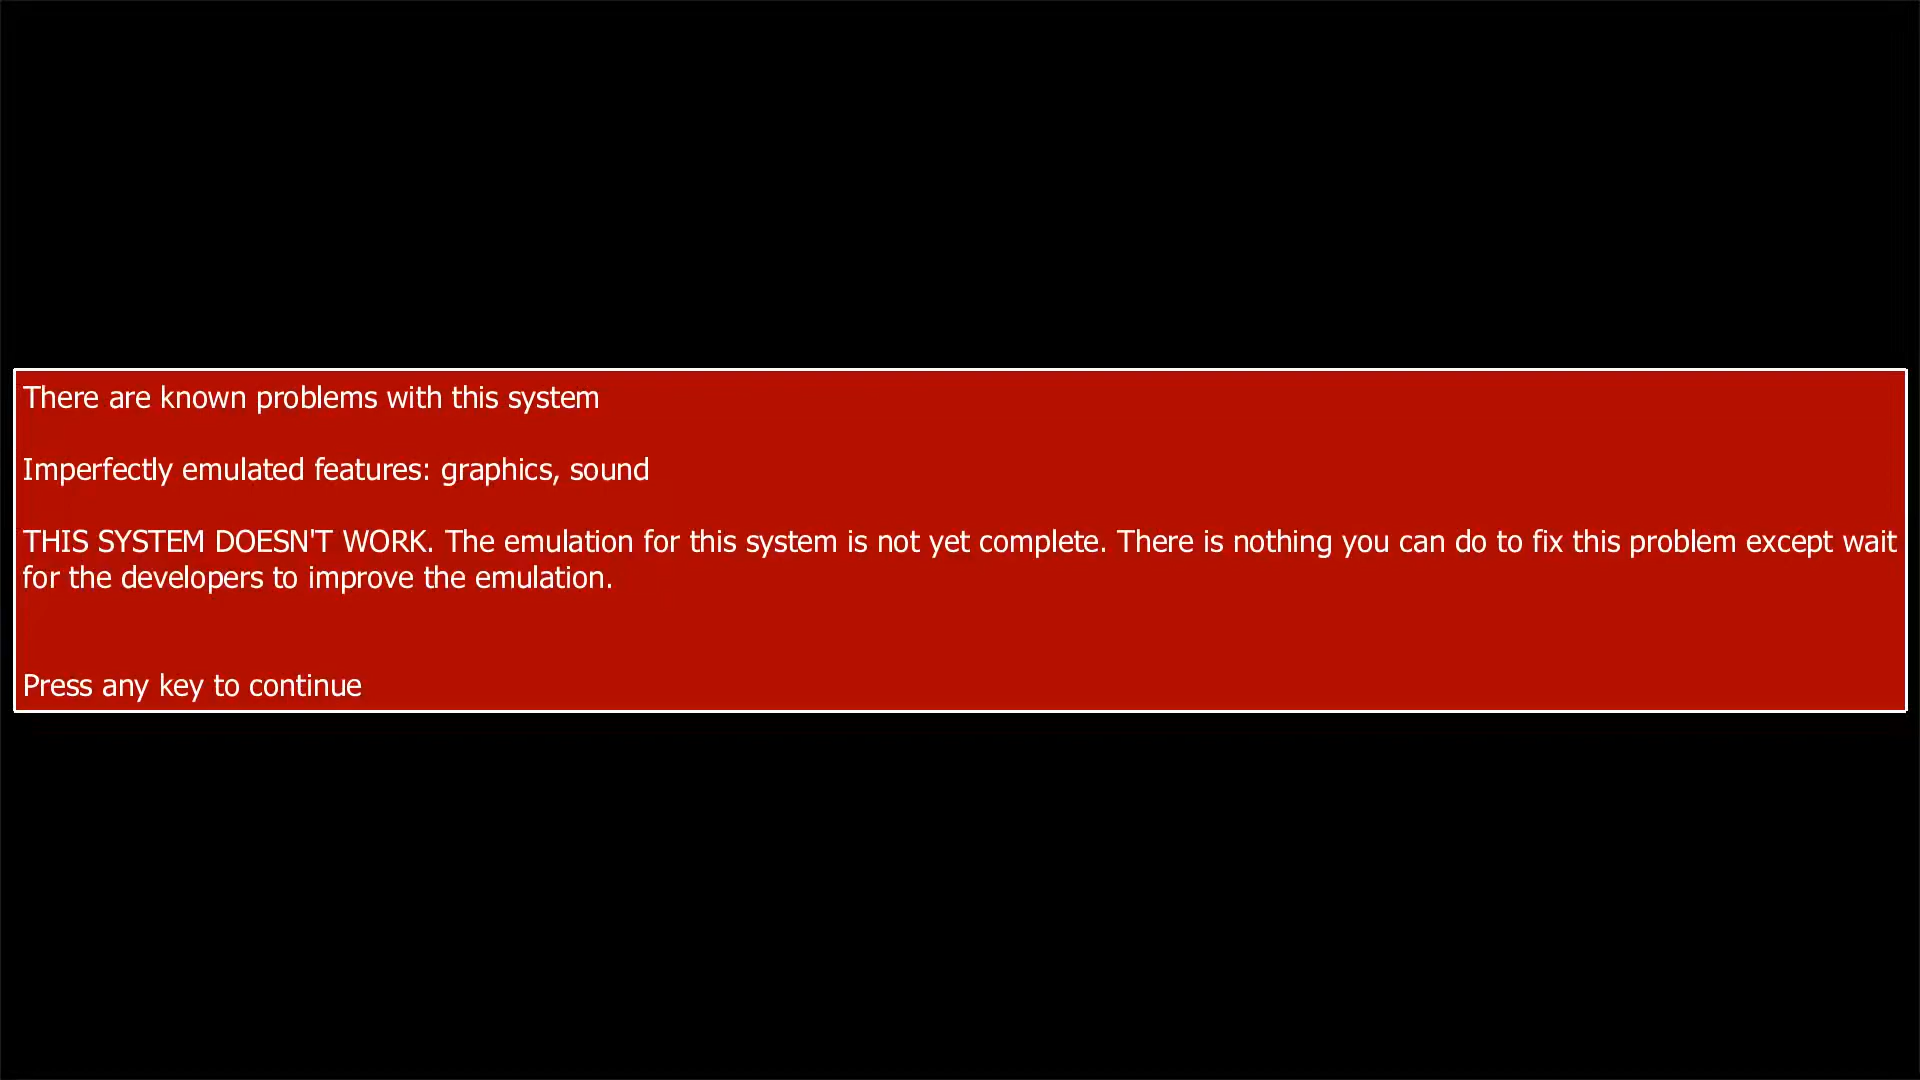 There are known problems with this system
Imperfectly emulated features: graphics, sound
THIS SYSTEM DOESN'T WORK. The emulation for this system is not yet complete. There is nothing you can do to fix this problem except wait
for the developers to improve the emulation.
Press any key to continue